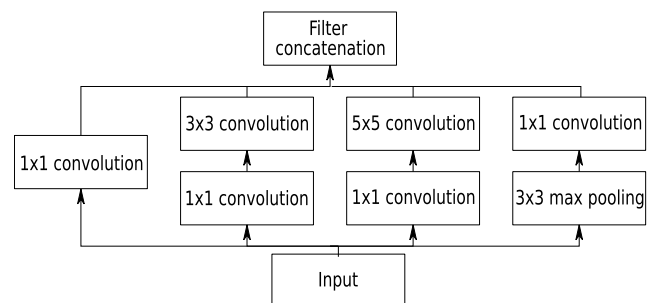 Filter
concatenation
3x3 convolution
5x5 convolution
1x1 convolution
1x1 convolution
1x1 convolution
1x1 convolution
3x3 max pooling
Input